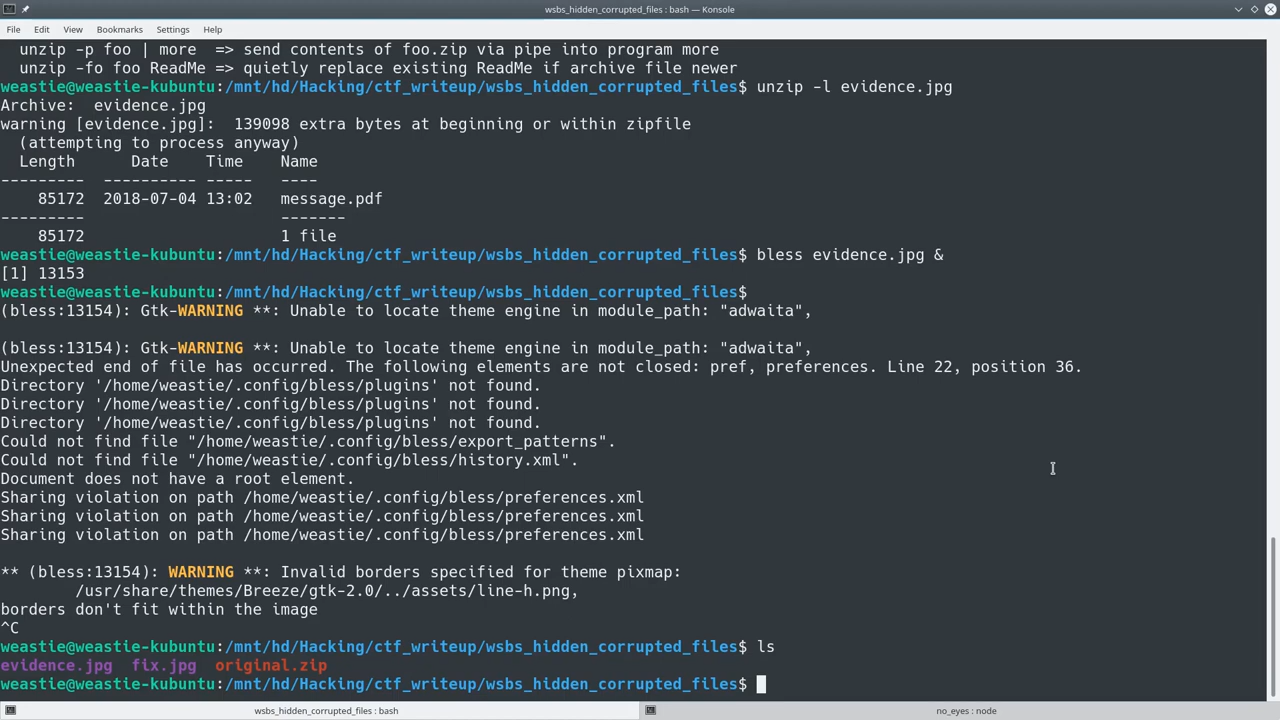 wsbs_hidden_corrupted_files : bash — Konsole
File Edit View Bookmarks Settings Help
unzip -p foo | more => send contents of foo.zip via pipe into program more
unzip -fo foo ReadMe => quietly replace existing ReadMe if archive file newer
weastie@weastie-kubuntu:/mnt/hd/Hacking/ctf_writeup/wsbs_hidden_corrupted_files$ unzip -l evidence.jpg
Archive:  evidence.jpg
warning [evidence.jpg]:  139098 extra bytes at beginning or within zipfile
  (attempting to process anyway)
  Length      Date    Time    Name
---------  ---------- -----   ----
    85172  2018-07-04 13:02   message.pdf
---------                     -------
    85172                     1 file
weastie@weastie-kubuntu:/mnt/hd/Hacking/ctf_writeup/wsbs_hidden_corrupted_files$ bless evidence.jpg &
[1] 13153
weastie@weastie-kubuntu:/mnt/hd/Hacking/ctf_writeup/wsbs_hidden_corrupted_files$
(bless:13154): Gtk-WARNING **: Unable to locate theme engine in module_path: "adwaita",
(bless:13154): Gtk-WARNING **: Unable to locate theme engine in module_path: "adwaita",
Unexpected end of file has occurred. The following elements are not closed: pref, preferences. Line 22, position 36.
Directory '/home/weastie/.config/bless/plugins' not found.
Directory '/home/weastie/.config/bless/plugins' not found.
Directory '/home/weastie/.config/bless/plugins' not found.
Could not find file "/home/weastie/.config/bless/export_patterns".
Could not find file "/home/weastie/.config/bless/history.xml".
Document does not have a root element.
Sharing violation on path /home/weastie/.config/bless/preferences.xml
Sharing violation on path /home/weastie/.config/bless/preferences.xml
Sharing violation on path /home/weastie/.config/bless/preferences.xml
** (bless:13154): WARNING **: Invalid borders specified for theme pixmap:
        /usr/share/themes/Breeze/gtk-2.0/../assets/line-h.png,
borders don't fit within the image
^C
weastie@weastie-kubuntu:/mnt/hd/Hacking/ctf_writeup/wsbs_hidden_corrupted_files$ ls
evidence.jpg  fix.jpg  original.zip
weastie@weastie-kubuntu:/mnt/hd/Hacking/ctf_writeup/wsbs_hidden_corrupted_files$
wsbs_hidden_corrupted_files : bash
no_eyes : node